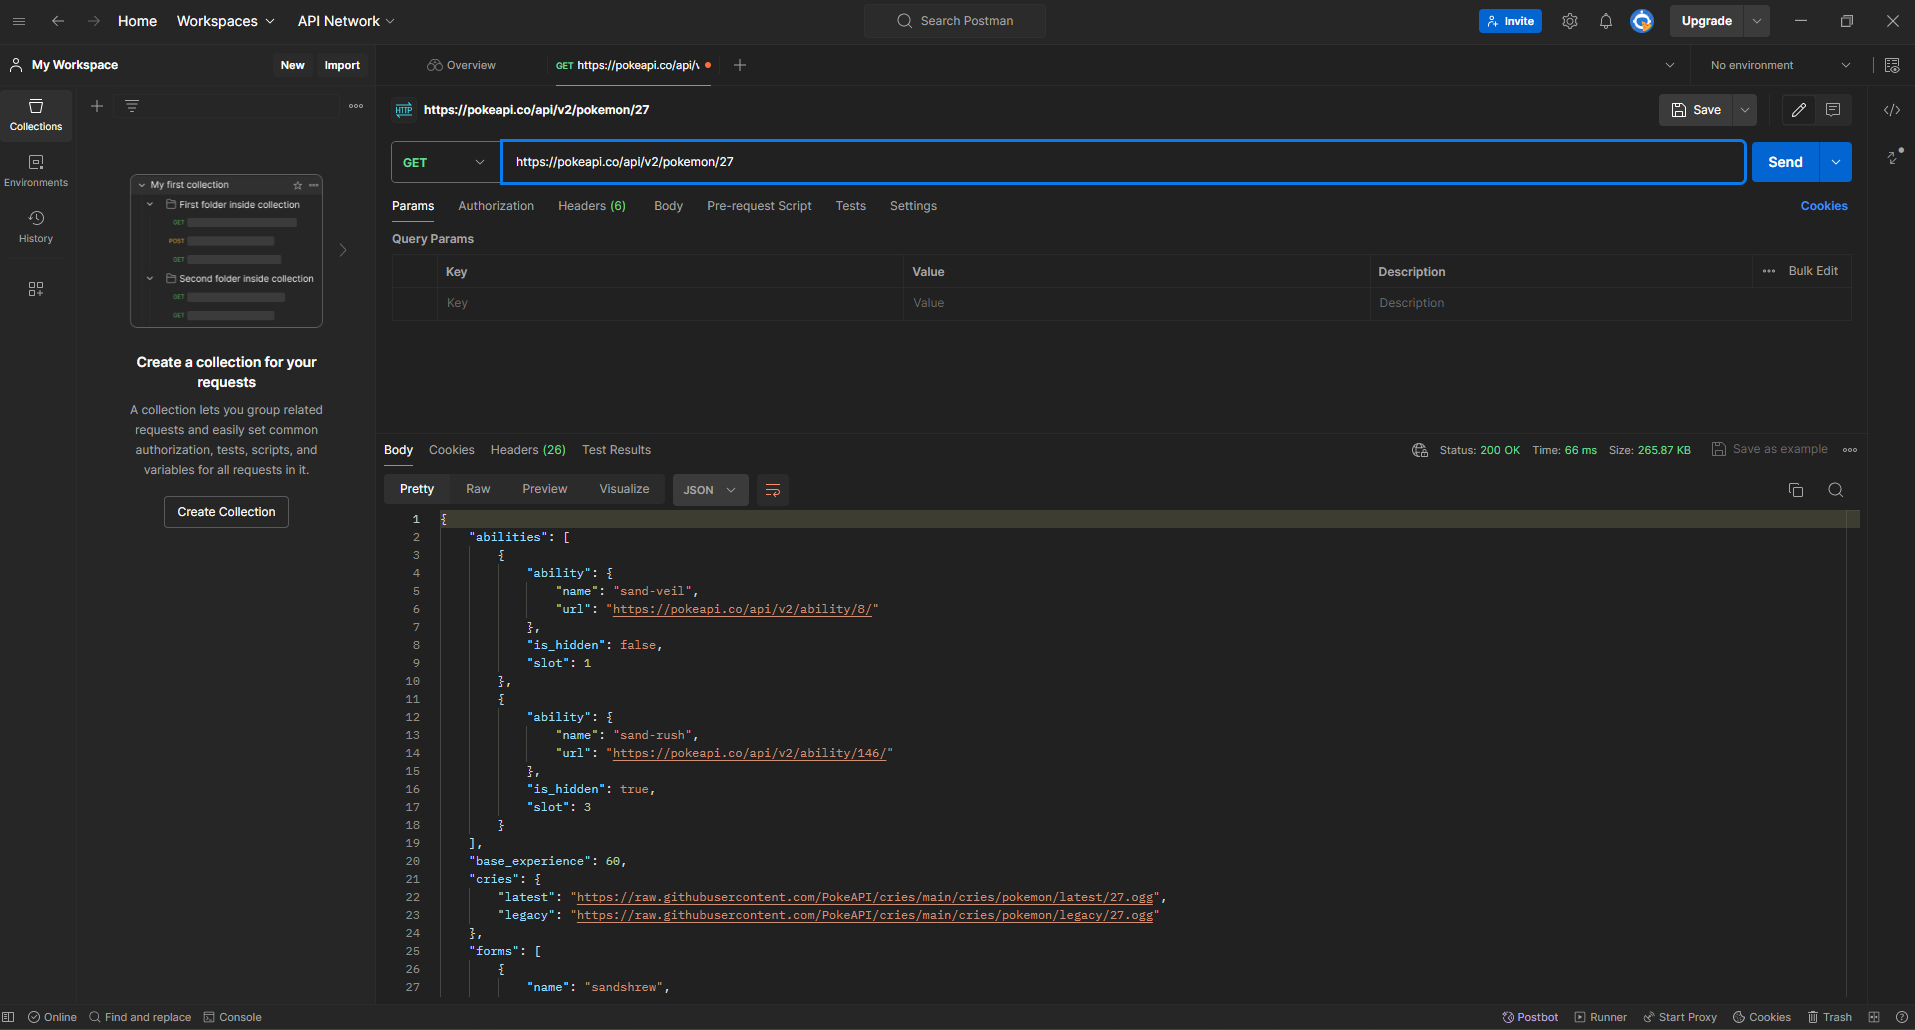 Home Workspaces API Network Search Postman Invite Upgrade
My Workspace New Import Overview GET https://pokeapi.co/api/v No environment
Collections
Environments
History
My first collection
First folder inside collection
GET
POST
GET
Second folder inside collection
GET
GET
Create a collection for your
requests
A collection lets you group related
requests and easily set common
authorization, tests, scripts, and
variables for all requests in it.
Create Collection
HTTP https://pokeapi.co/api/v2/pokemon/27 Save
GET https://pokeapi.co/api/v2/pokemon/27 Send
Params Authorization Headers (6) Body Pre-request Script Tests Settings Cookies
Query Params
Key Value Description Bulk Edit
Key Value Description
Body Cookies Headers (26) Test Results Status: 200 OK Time: 66 ms Size: 265.87 KB Save as example
Pretty Raw Preview Visualize JSON
1 {
2 "abilities": [
3 {
4 "ability": {
5 "name": "sand-veil",
6 "url": "https://pokeapi.co/api/v2/ability/8/"
7 },
8 "is_hidden": false,
9 "slot": 1
10 },
11 {
12 "ability": {
13 "name": "sand-rush",
14 "url": "https://pokeapi.co/api/v2/ability/146/"
15 },
16 "is_hidden": true,
17 "slot": 3
18 }
19 ],
20 "base_experience": 60,
21 "cries": {
22 "latest": "https://raw.githubusercontent.com/PokeAPI/cries/main/cries/pokemon/latest/27.ogg",
23 "legacy": "https://raw.githubusercontent.com/PokeAPI/cries/main/cries/pokemon/legacy/27.ogg"
24 },
25 "forms": [
26 {
27 "name": "sandshrew",
Online Find and replace Console Postbot Runner Start Proxy Cookies Trash